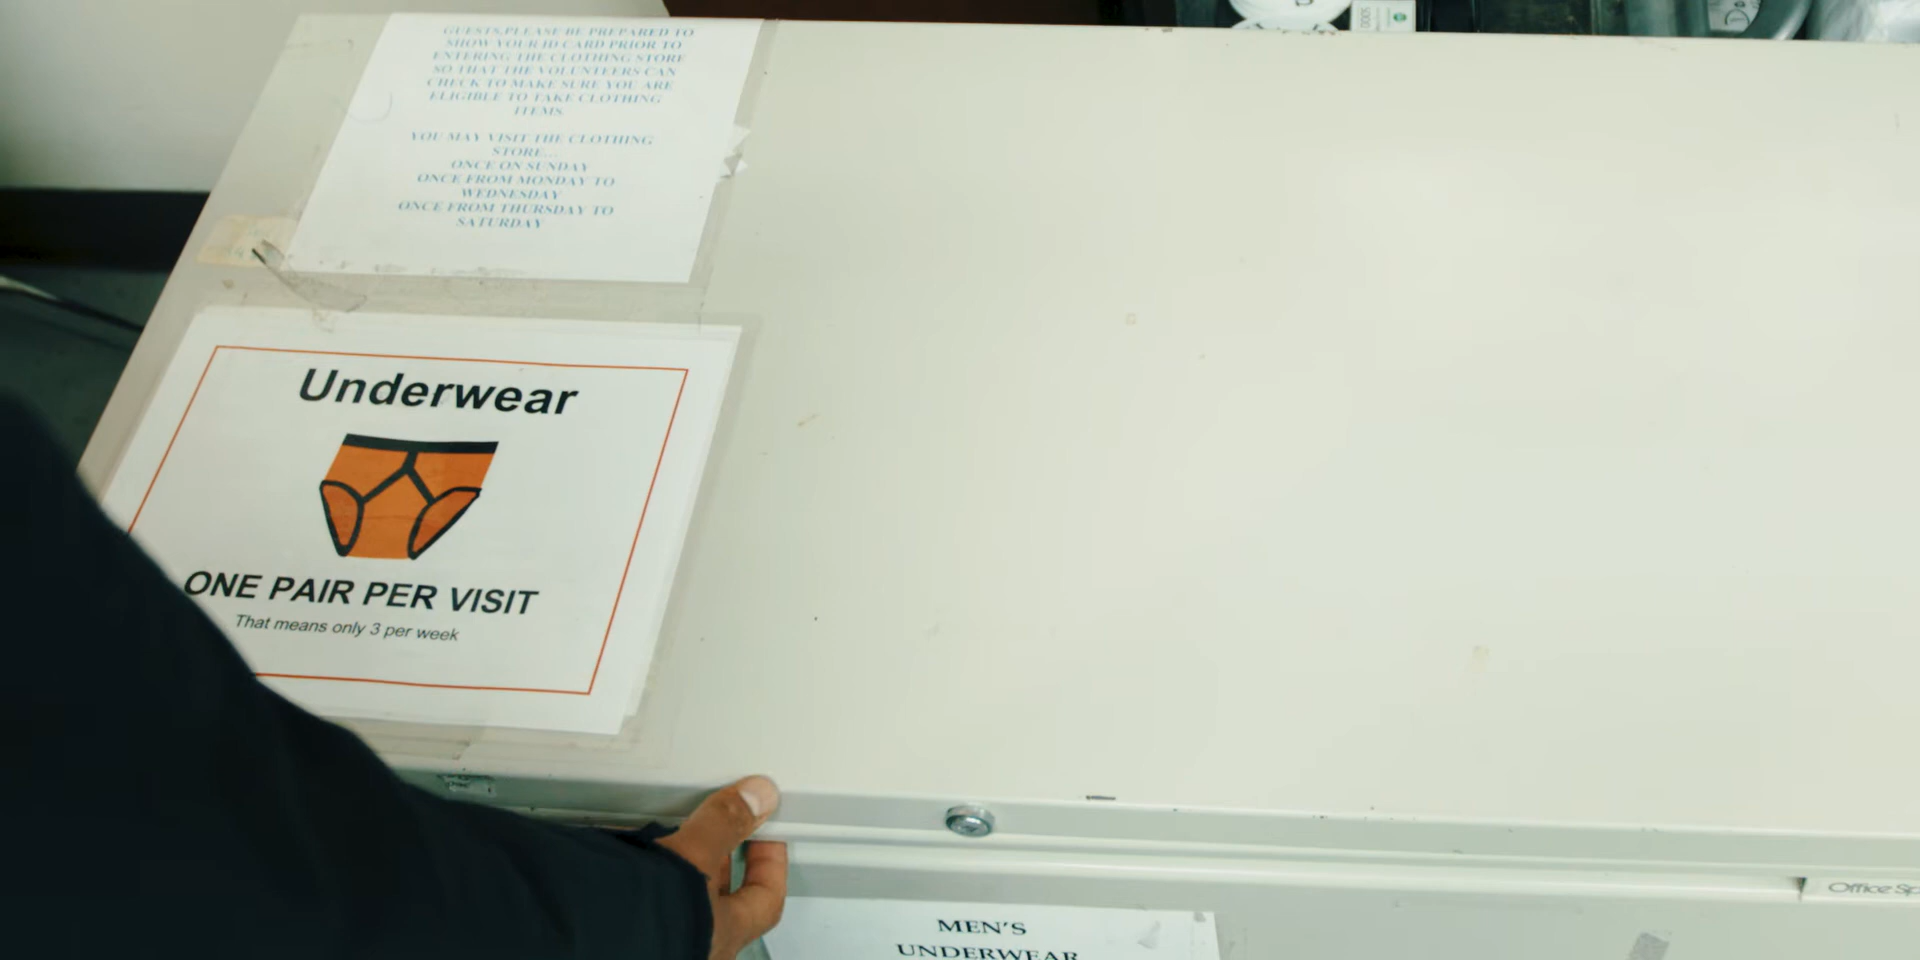 GUESTS,PLEASE BE PREPARED TO
SHOW YOUR ID CARD PRIOR TO
ENTERING THE CLOTHING STORE
SO THAT THE VOLUNTEERS CAN
CHECK TO MAKE SURE YOU ARE
ELIGIBLE TO TAKE CLOTHING
ITEMS
YOU MAY VISIT THE CLOTHING
STORE....
ONCE ON SUNDAY
ONCE FROM MONDAY TO
WEDNESDAY
ONCE FROM THURSDAY TO
SATURDAY
Underwear
ONE PAIR PER VISIT
That means only 3 per week
MEN'S
UNDERWEAR
Office